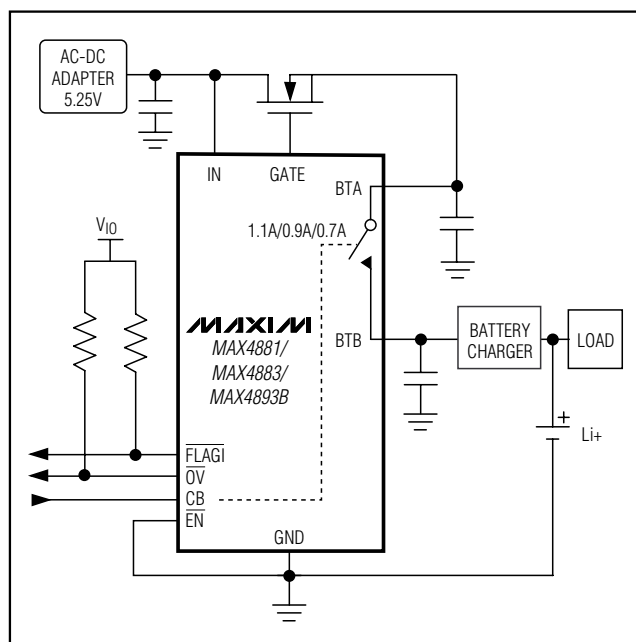 AC-DC
ADAPTER
5.25V
IN
GATE
BTA
1.1A/0.9A/0.7A
VIO
MAXIM
MAX4881/
MAX4883/
MAX4893B
BTB
BATTERY
CHARGER
LOAD
+
Li+
FLAGI
OV
CB
EN
GND